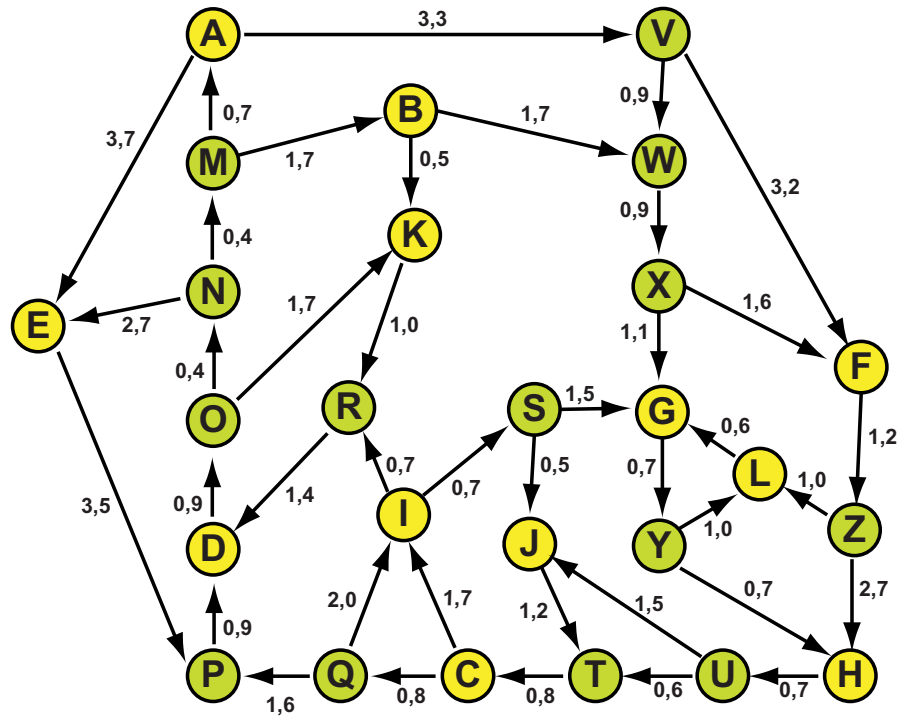 3,3
A
V
B
0,9
0,7
1,7
3,7
M
1,7
0,5
W
3,2
0,4
0,9
K
N
X
1,7
1,6
E
2,7
1,0
1,1
0,4
F
R
S
1,5
G
O
0,6
1,2
0,7
0,5
0,7
L
1,0
1,4
0,7
3,5
0,9
I
1,0
Z
D
J
Y
2,0
1,7
1,2
1,5
0,7
2,7
0,9
P
Q
C
T
U
H
1,6
0,8
0,8
0,6
0,7